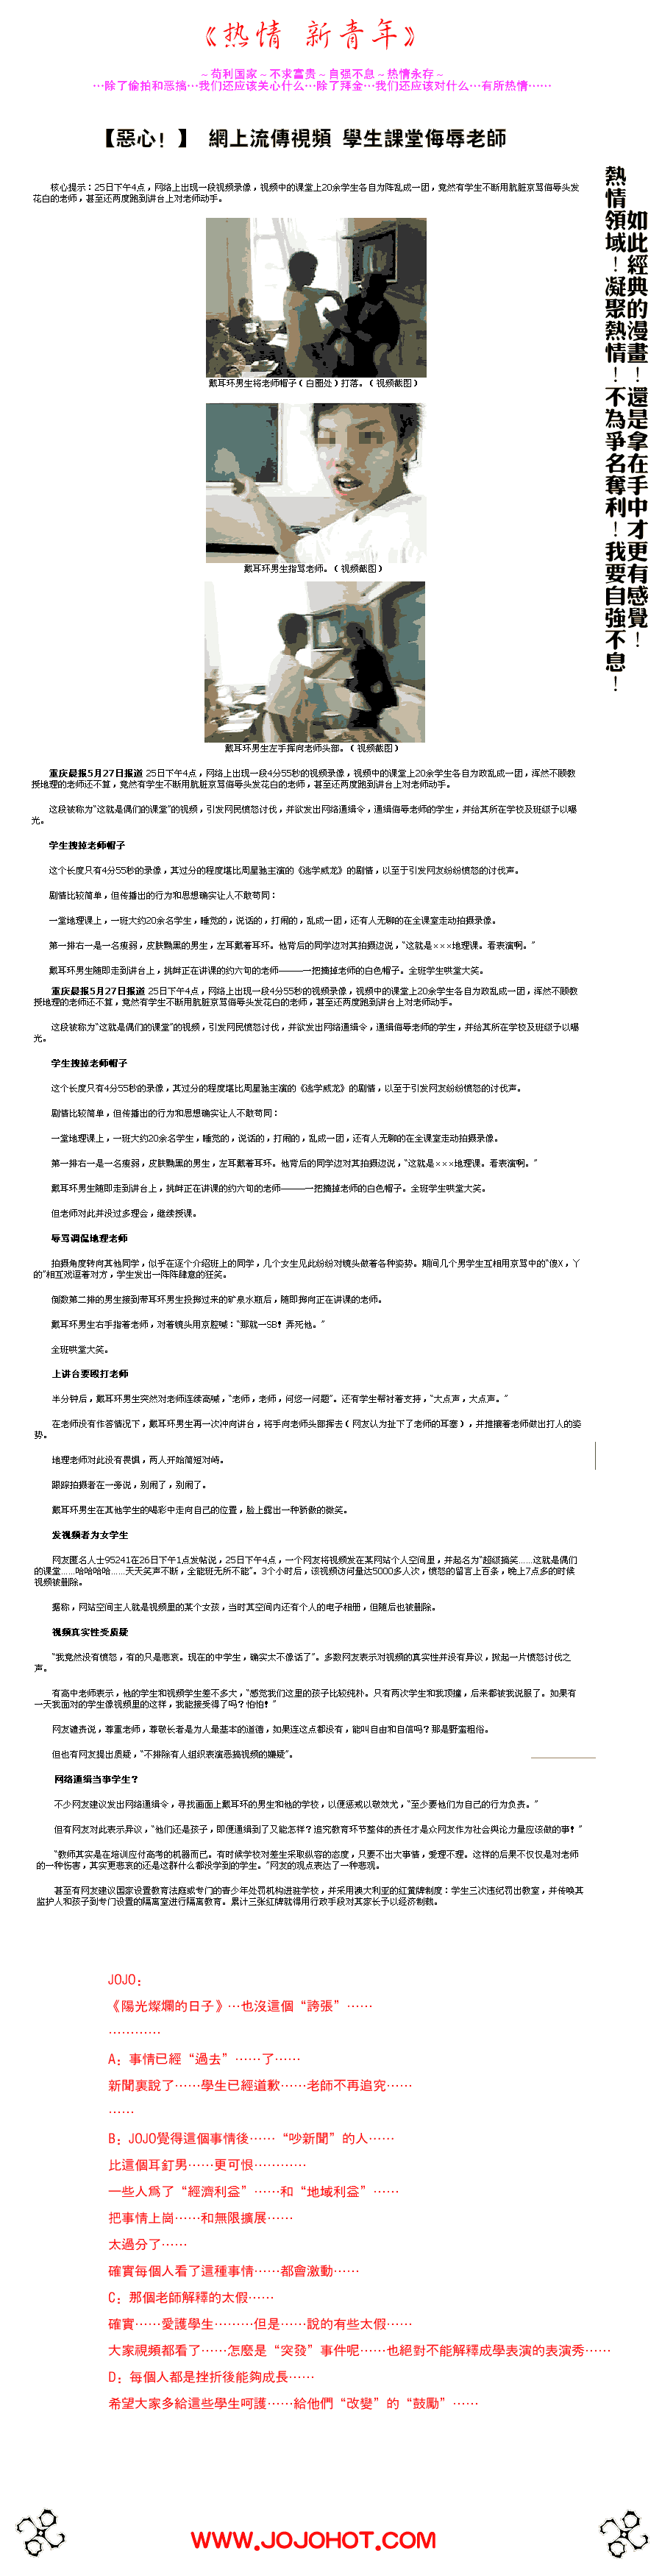 《热情 新青年》
～苟利国家～不求富贵～自强不息～热情永存～
…除了偷拍和恶搞…我们还应该关心什么…除了拜金…我们还应该对什么…有所热情……
【惡心！】 網上流傳視頻 學生課堂侮辱老師
熱情領域！凝聚熱情！不為爭名奪利！我要自強不息！
如此經典的漫畫！還是拿在手中才更有感覺！
核心提示：25日下午4点，网络上出现一段视频录像，视频中的课堂上20余学生各自为阵乱成一团，竟然有学生不断用肮脏京骂侮辱头发
花白的老师，甚至还两度跑到讲台上对老师动手。
戴耳环男生将老师帽子（白圈处）打落。（视频截图）
戴耳环男生指骂老师。（视频截图）
戴耳环男生左手挥向老师头部。（视频截图）
重庆晨报5月27日报道 25日下午4点，网络上出现一段4分55秒的视频录像，视频中的课堂上20余学生各自为政乱成一团，浑然不顾教
授地理的老师还不算，竟然有学生不断用肮脏京骂侮辱头发花白的老师，甚至还两度跑到讲台上对老师动手。
这段被称为“这就是偶们的课堂”的视频，引发网民愤怒讨伐，并欲发出网络通缉令，通缉侮辱老师的学生，并给其所在学校及班级予以曝
光。
学生拽掉老师帽子
这个长度只有4分55秒的录像，其过分的程度堪比周星驰主演的《逃学威龙》的剧情，以至于引发网友纷纷愤怒的讨伐声。
剧情比较简单，但传播出的行为和思想确实让人不敢苟同：
一堂地理课上，一班大约20余名学生，睡觉的，说话的，打闹的，乱成一团，还有人无聊的在全课室走动拍摄录像。
第一排右一是一名瘦弱，皮肤黝黑的男生，左耳戴着耳环。他背后的同学边对其拍摄边说，“这就是×××地理课。看表演啊。”
戴耳环男生随即走到讲台上，挑衅正在讲课的约六旬的老师———一把摘掉老师的白色帽子。全班学生哄堂大笑。
重庆晨报5月27日报道 25日下午4点，网络上出现一段4分55秒的视频录像，视频中的课堂上20余学生各自为政乱成一团，浑然不顾教
授地理的老师还不算，竟然有学生不断用肮脏京骂侮辱头发花白的老师，甚至还两度跑到讲台上对老师动手。
这段被称为“这就是偶们的课堂”的视频，引发网民愤怒讨伐，并欲发出网络通缉令，通缉侮辱老师的学生，并给其所在学校及班级予以曝
光。
学生拽掉老师帽子
这个长度只有4分55秒的录像，其过分的程度堪比周星驰主演的《逃学威龙》的剧情，以至于引发网友纷纷愤怒的讨伐声。
剧情比较简单，但传播出的行为和思想确实让人不敢苟同：
一堂地理课上，一班大约20余名学生，睡觉的，说话的，打闹的，乱成一团，还有人无聊的在全课室走动拍摄录像。
第一排右一是一名瘦弱，皮肤黝黑的男生，左耳戴着耳环。他背后的同学边对其拍摄边说，“这就是×××地理课。看表演啊。”
戴耳环男生随即走到讲台上，挑衅正在讲课的约六旬的老师———一把摘掉老师的白色帽子。全班学生哄堂大笑。
但老师对此并没过多理会，继续授课。
辱骂调侃地理老师
拍摄角度转向其他同学，似乎在逐个介绍班上的同学，几个女生见此纷纷对镜头做着各种姿势。期间几个男学生互相用京骂中的“傻X，丫
的”相互戏逗着对方，学生发出一阵阵肆意的狂笑。
倒数第二排的男生接到带耳环男生投掷过来的矿泉水瓶后，随即掷向正在讲课的老师。
戴耳环男生右手指着老师，对着镜头用京腔喊：“那就一SB！弄死他。”
全班哄堂大笑。
上讲台要殴打老师
半分钟后，戴耳环男生突然对老师连续高喊，“老师，老师，问您一问题”。还有学生帮衬着支持，“大点声，大点声。”
在老师没有作答情况下，戴耳环男生再一次冲向讲台，将手向老师头部挥去（网友认为扯下了老师的耳塞），并推攘着老师做出打人的姿
势。
地理老师对此没有畏惧，两人开始简短对峙。
跟踪拍摄者在一旁说，别闹了，别闹了。
戴耳环男生在其他学生的喝彩中走向自己的位置，脸上露出一种骄傲的微笑。
发视频者为女学生
网友匿名人士95241在26日下午1点发帖说，25日下午4点，一个网友将视频发在某网站个人空间里，并起名为“超级搞笑……这就是偶们
的课堂……哈哈哈哈……天天笑声不断，全能班无所不能”。3个小时后，该视频访问量达5000多人次，愤怒的留言上百条，晚上7点多的时候
视频被删除。
据称，网站空间主人就是视频里的某个女孩，当时其空间内还有个人的电子相册，但随后也被删除。
视频真实性受质疑
“我竟然没有愤怒，有的只是悲哀。现在的中学生，确实太不像话了”。多数网友表示对视频的真实性并没有异议，掀起一片愤怒讨伐之
声。
有高中老师表示，他的学生和视频学生差不多大，“感觉我们这里的孩子比较纯朴。只有两次学生和我顶撞，后来都被我说服了。如果有
一天我面对的学生像视频里的这样，我能接受得了吗？怕怕！”
网友谴责说，尊重老师，尊敬长者是为人最基本的道德，如果连这点都没有，能叫自由和自信吗？那是野蛮粗俗。
但也有网友提出质疑，“不排除有人组织表演恶搞视频的嫌疑”。
网络通缉当事学生？
不少网友建议发出网络通缉令，寻找画面上戴耳环的男生和他的学校，以便惩戒以敬效尤，“至少要他们为自己的行为负责。”
但有网友对此表示异议，“他们还是孩子，即便通缉到了又能怎样？追究教育环节整体的责任才是众网友作为社会舆论力量应该做的事！”
“教师其实是在培训应付高考的机器而已。有时候学校对差生采取纵容的态度，只要不出大事情，爱理不理。这样的后果不仅仅是对老师
的一种伤害，其实更悲哀的还是这群什么都没学到的学生。”网友的观点表达了一种悲观。
甚至有网友建议国家设置教育法庭或专门的青少年处罚机构进驻学校，并采用澳大利亚的红黄牌制度：学生三次违纪罚出教室，并传唤其
监护人和孩子到专门设置的隔离室进行隔离教育。累计三张红牌就得用行政手段对其家长予以经济制裁。
JOJO：
《陽光燦爛的日子》…也沒這個“誇張”……
…………
A：事情已經“過去”……了……
新聞裏說了……學生已經道歉……老師不再追究……
……
B：JOJO覺得這個事情後……“吵新聞”的人……
比這個耳釘男……更可恨…………
一些人爲了“經濟利益”……和“地域利益”……
把事情上崗……和無限擴展……
太過分了……
確實每個人看了這種事情……都會激動……
C：那個老師解釋的太假……
確實……愛護學生………但是……說的有些太假……
大家視頻都看了……怎麼是“突發”事件呢……也絕對不能解釋成學表演的表演秀……
D：每個人都是挫折後能夠成長……
希望大家多給這些學生呵護……給他們“改變”的“鼓勵”……
WWW.JOJOHOT.COM